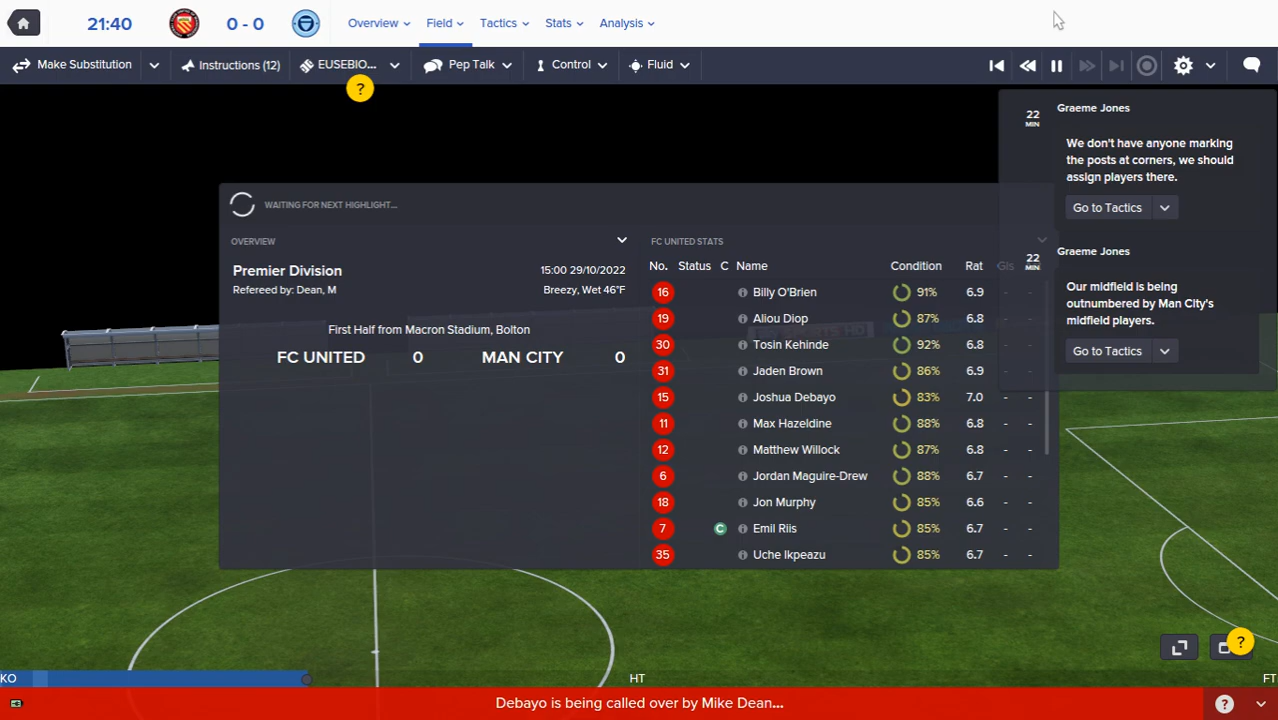 21:40
0 - 0
Overview
Field
Tactics
Stats
Analysis
Make Substitution
Instructions (12)
EUSEBIO...
Pep Talk
Control
Fluid
?
22 MIN
Graeme Jones
We don't have anyone marking
the posts at corners, we should
assign players there.
Go to Tactics
22 MIN
Graeme Jones
Our midfield is being
outnumbered by Man City's
midfield players.
Go to Tactics
WAITING FOR NEXT HIGHLIGHT...
OVERVIEW
Premier Division
15:00 29/10/2022
Refereed by: Dean, M
Breezy, Wet 46°F
First Half from Macron Stadium, Bolton
FC UNITED 0 MAN CITY 0
FC UNITED STATS
No. Status C Name Condition Rat Gls
16 Billy O'Brien 91% 6.9 - -
19 Aliou Diop 87% 6.8 - -
30 Tosin Kehinde 92% 6.8 - -
31 Jaden Brown 86% 6.9 - -
15 Joshua Debayo 83% 7.0 - -
11 Max Hazeldine 88% 6.8 - -
12 Matthew Willock 87% 6.8 - -
6 Jordan Maguire-Drew 88% 6.7 - -
18 Jon Murphy 85% 6.6 - -
7 C Emil Riis 85% 6.7 - -
35 Uche Ikpeazu 85% 6.7 - -
?
KO
HT
FT
Debayo is being called over by Mike Dean...
?